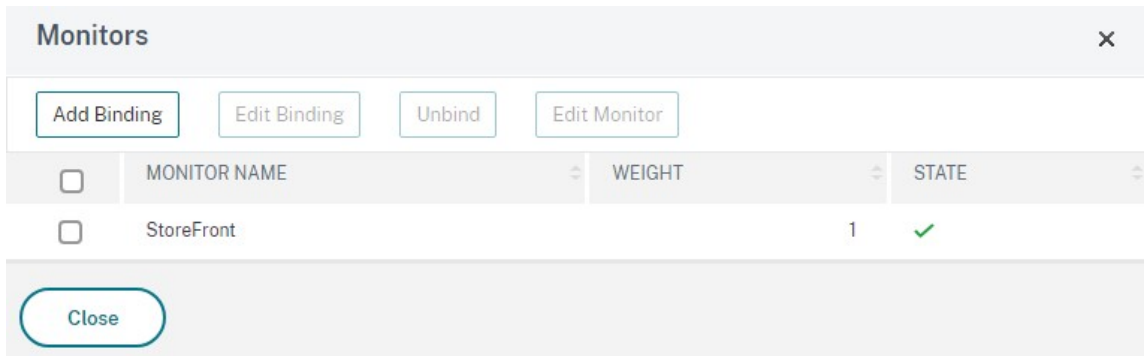 Monitors
Add Binding Edit Binding Unbind Edit Monitor
MONITOR NAME WEIGHT STATE
StoreFront 1
Close